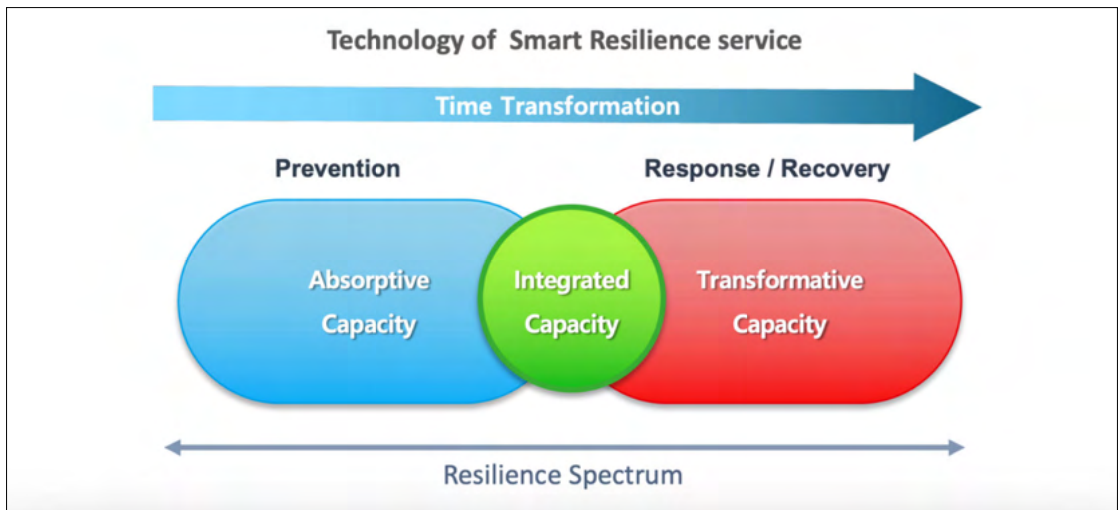 Technology of Smart Resilience service
Time Transformation
Prevention
Response / Recovery
Absorptive
Capacity
Integrated
Capacity
Transformative
Capacity
Resilience Spectrum